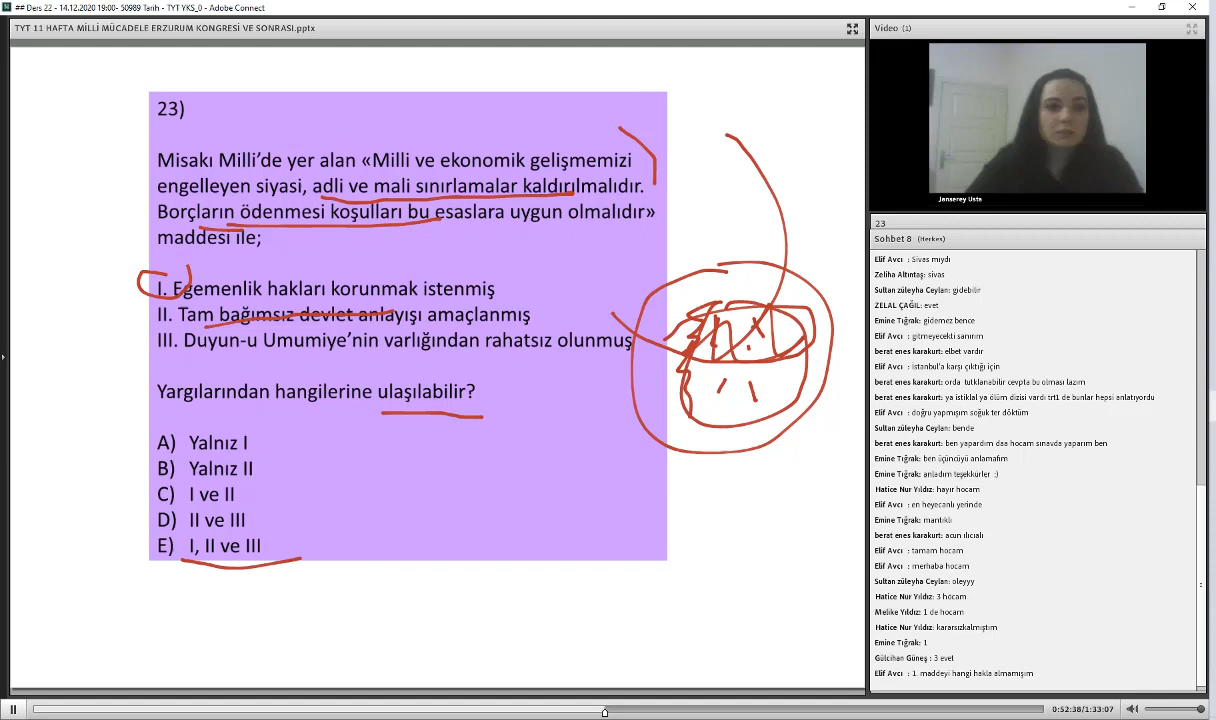 ## Ders 22 - 14.12.2020 19:00- 50989 Tarih - TYT YKS_0 - Adobe Connect
TYT 11 HAFTA MİLLİ MÜCADELE ERZURUM KONGRESİ VE SONRASI.pptx
23)
Misakı Milli’de yer alan «Milli ve ekonomik gelişmemizi
engelleyen siyasi, adli ve mali sınırlamalar kaldırılmalıdır.
Borçların ödenmesi koşulları bu esaslara uygun olmalıdır»
maddesi ile;
I. Egemenlik hakları korunmak istenmiş
II. Tam bağımsız devlet anlayışı amaçlanmış
III. Duyun-u Umumiye’nin varlığından rahatsız olunmuş
Yargılarından hangilerine ulaşılabilir?
A) Yalnız I
B) Yalnız II
C) I ve II
D) II ve III
E) I, II ve III
Video (1)
Janserey Usta
23
Sohbet 8 (Herkes)
Elif Avcı : Sivas mıydı
Zeliha Altıntaş: sivas
Sultan züleyha Ceylan: gidebilir
ZELAL ÇAĞIL: evet
Emine Tığrak: gidemez bence
Elif Avcı : gitmeyecekti sanırım
berat enes karakurt: elbet vardır
Elif Avcı : İstanbul'a karşı çıktığı için
berat enes karakurt: orda tutklanabilir cevpta bu olması lazım
berat enes karakurt: ya istiklal ya ölüm dizisi vardı trt1 de bunlar hepsi anlatıyordu
Elif Avcı : doğru yapmışım soğuk ter döktüm
Sultan züleyha Ceylan: bende
berat enes karakurt: ben yapardım daa hocam sınavda yaparım ben
Emine Tığrak: ben üçüncüyü anlamafım
Emine Tığrak: anladım teşekkürler ;)
Hatice Nur Yıldız: hayır hocam
Elif Avcı : en heyecanlı yerinde
Emine Tığrak: mantıklı
berat enes karakurt: acun ılıcıalı
Elif Avcı : tamam hocam
Elif Avcı : merhaba hocam
Sultan züleyha Ceylan: oleyyy
Hatice Nur Yıldız: 3 hocam
Melike Yıldız: 1 de hocam
Hatice Nur Yıldız: kararsızkalmıştım
Emine Tığrak: 1
Gülcihan Güneş : 3 evet
Elif Avcı : 1. maddeyi hangi hakla almamışım
0:52:38/1:33:07